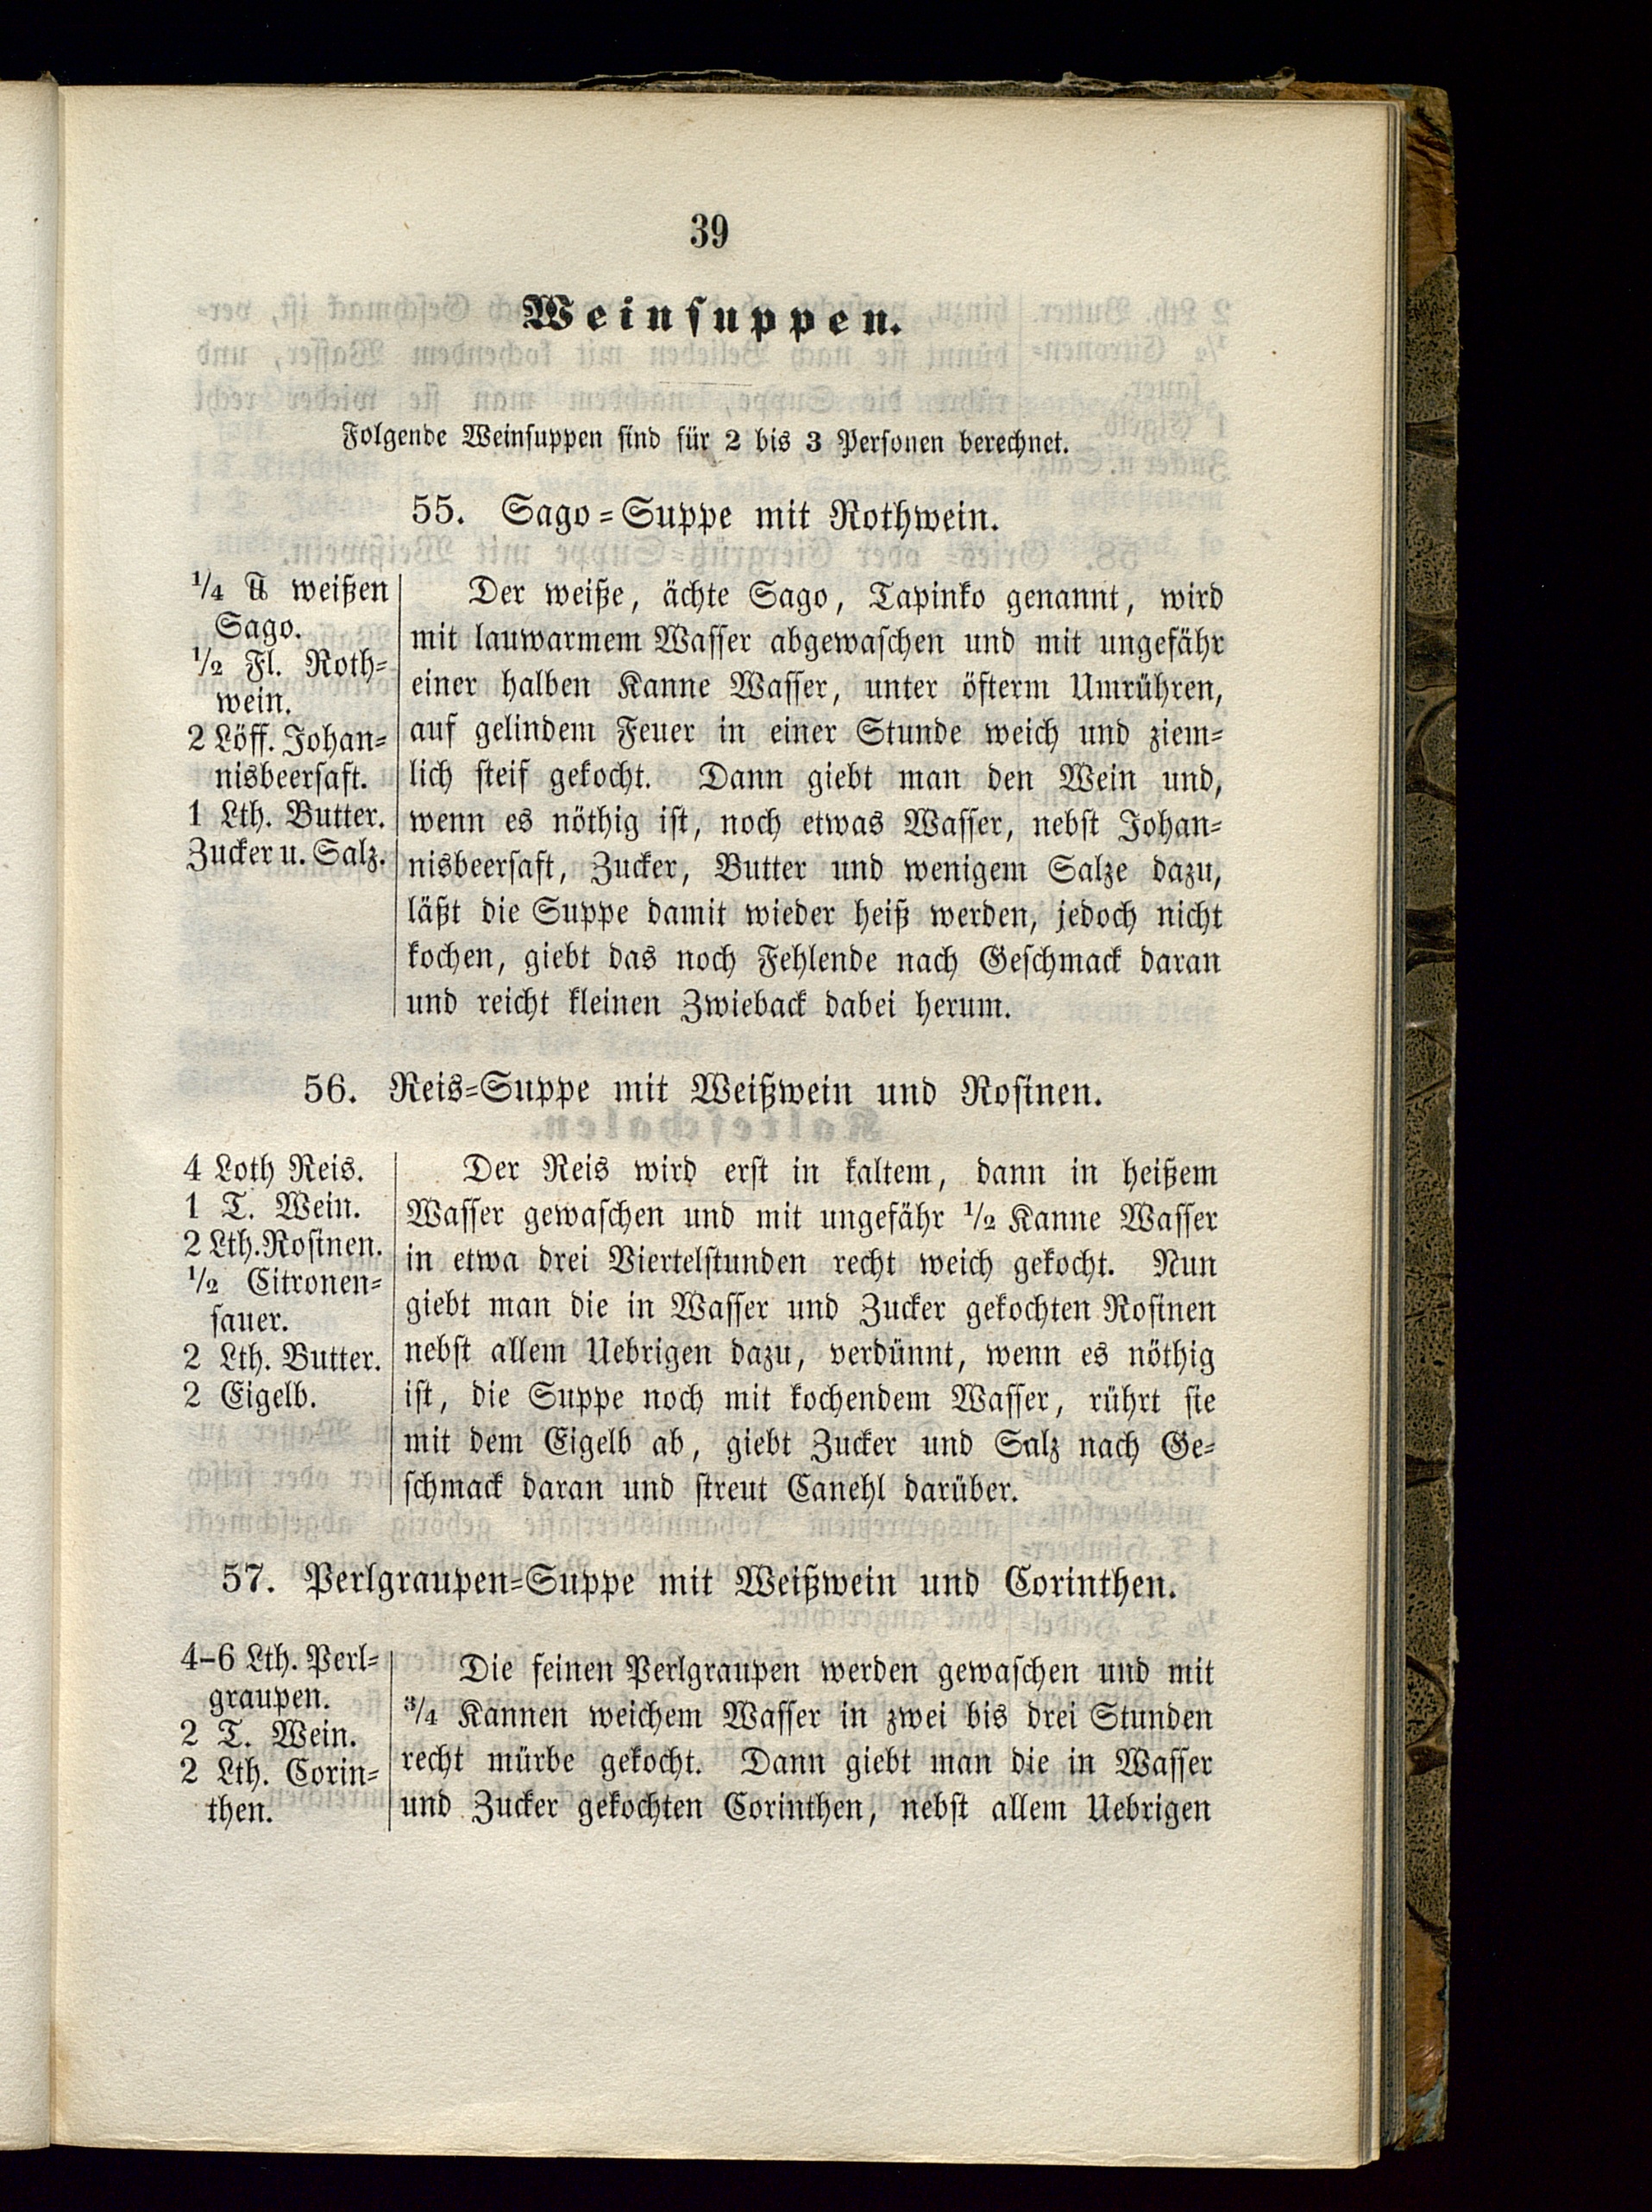 39
Weinsuppen.
Folgende Weinsuppen sind für 2 bis 3 Personen berechnet.
55. Sago=Suppe mit Rothwein.
1/4 ℔ weißen
Sago.
1/2 Fl. Roth=
wein.
2 Löff. Johan=
nisbeersaft.
1 Lth. Butter.
Zucker u. Salz.
Der weiße, ächte Sago, Tapinko genannt, wird
mit lauwarmem Wasser abgewaschen und mit ungefähr
einer halben Kanne Wasser, unter öfterm Umrühren,
auf gelindem Feuer in einer Stunde weich und ziem=
lich steif gekocht. Dann giebt man den Wein und,
wenn es nöthig ist, noch etwas Wasser, nebst Johan=
nisbeersaft, Zucker, Butter und wenigem Salze dazu,
läßt die Suppe damit wieder heiß werden, jedoch nicht
kochen, giebt das noch Fehlende nach Geschmack daran
und reicht kleinen Zwieback dabei herum.
56. Reis=Suppe mit Weißwein und Rosinen.
4 Loth Reis.
1 T. Wein.
2 Lth. Rosinen.
1/2 Citronen=
sauer.
2 Lth. Butter.
2 Eigelb.
Der Reis wird erst in kaltem, dann in heißem
Wasser gewaschen und mit ungefähr 1/2 Kanne Wasser
in etwa drei Viertelstunden recht weich gekocht. Nun
giebt man die in Wasser und Zucker gekochten Rosinen
nebst allem Uebrigen dazu, verdünnt, wenn es nöthig
ist, die Suppe noch mit kochendem Wasser, rührt sie
mit dem Eigelb ab, giebt Zucker und Salz nach Ge=
schmack daran und streut Canehl darüber.
57. Perlgraupen=Suppe mit Weißwein und Corinthen.
4–6 Lth. Perl=
graupen.
2 T. Wein.
2 Lth. Corin=
then.
Die feinen Perlgraupen werden gewaschen und mit
3/4 Kannen weichem Wasser in zwei bis drei Stunden
recht mürbe gekocht. Dann giebt man die in Wasser
und Zucker gekochten Corinthen, nebst allem Uebrigen